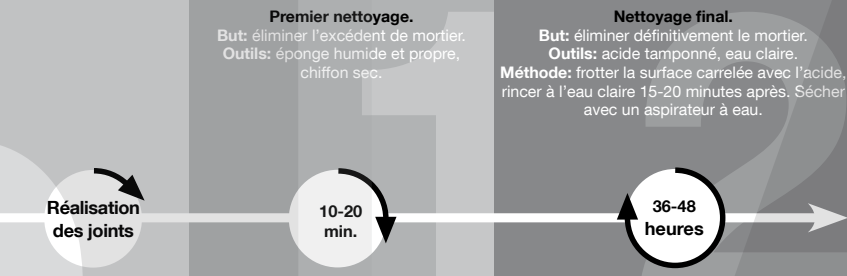 Premier nettoyage.
But: éliminer l'excédent de mortier.
Outils: éponge humide et propre,
chiffon sec.
Nettoyage final.
But: éliminer définitivement le mortier.
Outils: acide tamponné, eau claire.
Méthode: frotter la surface carrelée avec l'acide,
rincer à l'eau claire 15-20 minutes après. Sécher
avec un aspirateur à eau.
Réalisation
des joints
10-20
min.
36-48
heures
1
2